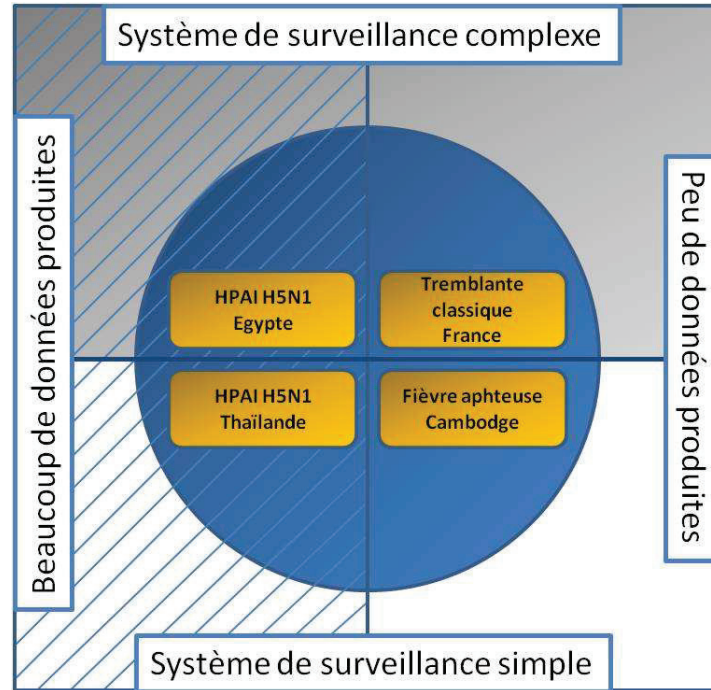 Système de surveillance complexe
Beaucoup de données produites
Peu de données produites
HPAI H5N1
Egypte
Tremblante
classique
France
HPAI H5N1
Thaïlande
Fièvre aphteuse
Cambodge
Système de surveillance simple